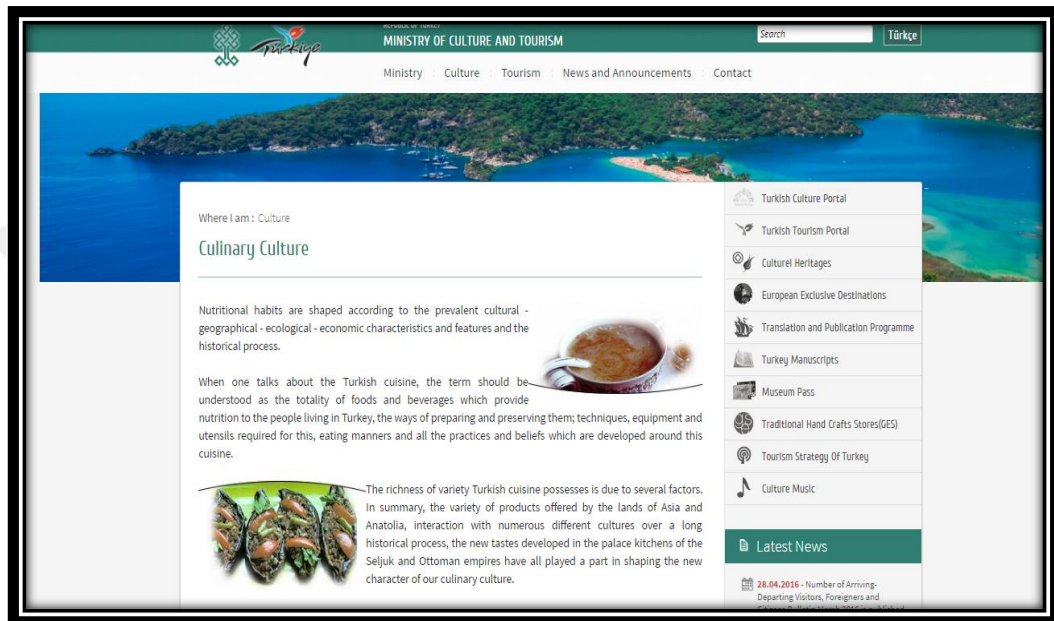 Türkiye
REPUBLIC OF TURKEY
MINISTRY OF CULTURE AND TOURISM
Search
Türkçe
Ministry
Culture
Tourism
News and Announcements
Contact
Where I am : Culture
Culinary Culture
Nutritional habits are shaped according to the prevalent cultural -
geographical - ecological - economic characteristics and features and the
historical process.
When one talks about the Turkish cuisine, the term should be
understood as the totality of foods and beverages which provide
nutrition to the people living in Turkey, the ways of preparing and preserving them; techniques, equipment and
utensils required for this, eating manners and all the practices and beliefs which are developed around this
cuisine.
The richness of variety Turkish cuisine possesses is due to several factors.
In summary, the variety of products offered by the lands of Asia and
Anatolia, interaction with numerous different cultures over a long
historical process, the new tastes developed in the palace kitchens of the
Seljuk and Ottoman empires have all played a part in shaping the new
character of our culinary culture.
Turkish Culture Portal
Turkish Tourism Portal
Culturel Heritages
European Exclusive Destinations
Translation and Publication Programme
Turkey Manuscripts
Museum Pass
Traditional Hand Crafts Stores(GES)
Tourism Strategy Of Turkey
Culture Music
Latest News
28.04.2016 - Number of Arriving-
Departing Visitors, Foreigners and
Citizens Bulletin March 2016 is published